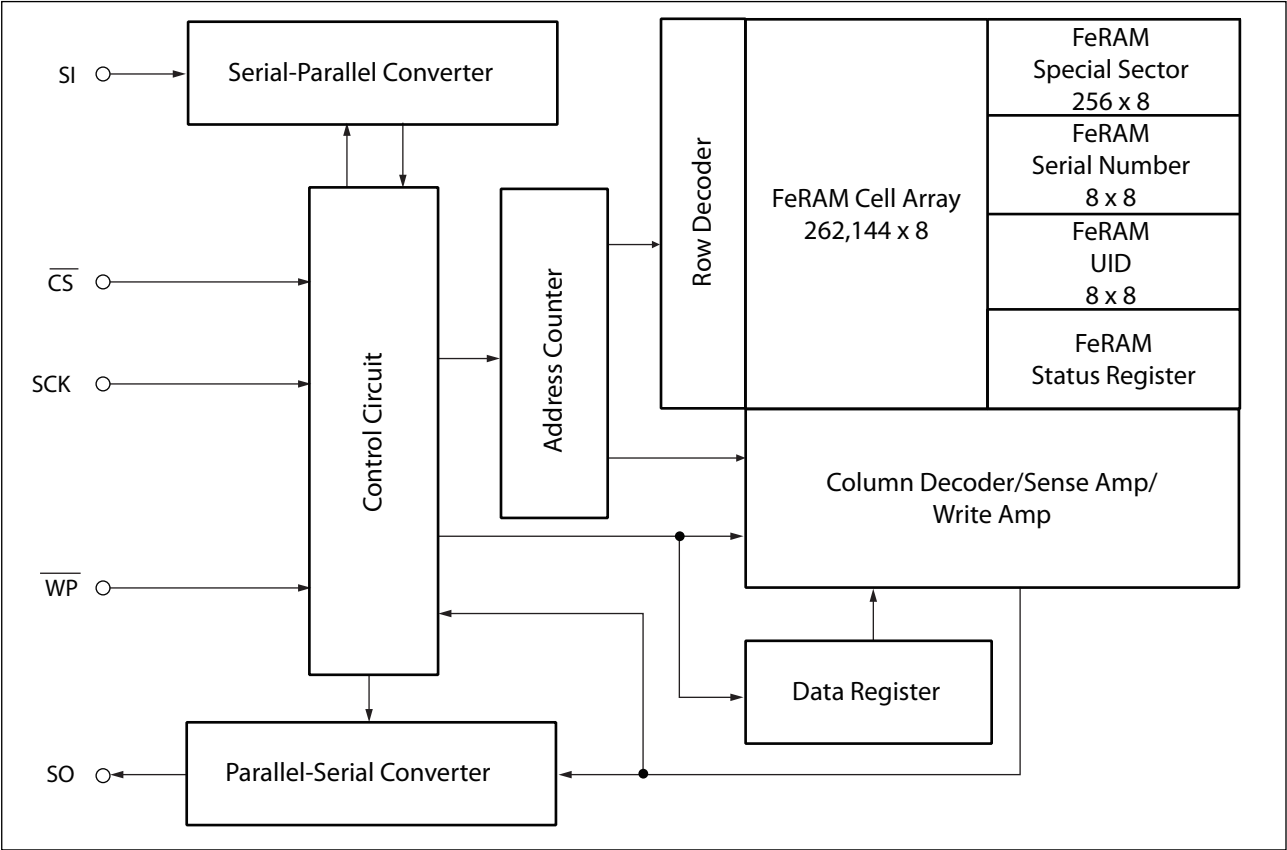 SI
Serial-Parallel Converter
CS
SCK
WP
SO
Control Circuit
Address Counter
Row Decoder
FeRAM Cell Array
262,144 x 8
FeRAM
Special Sector
256 x 8
FeRAM
Serial Number
8 x 8
FeRAM
UID
8 x 8
FeRAM
Status Register
Column Decoder/Sense Amp/
Write Amp
Data Register
Parallel-Serial Converter